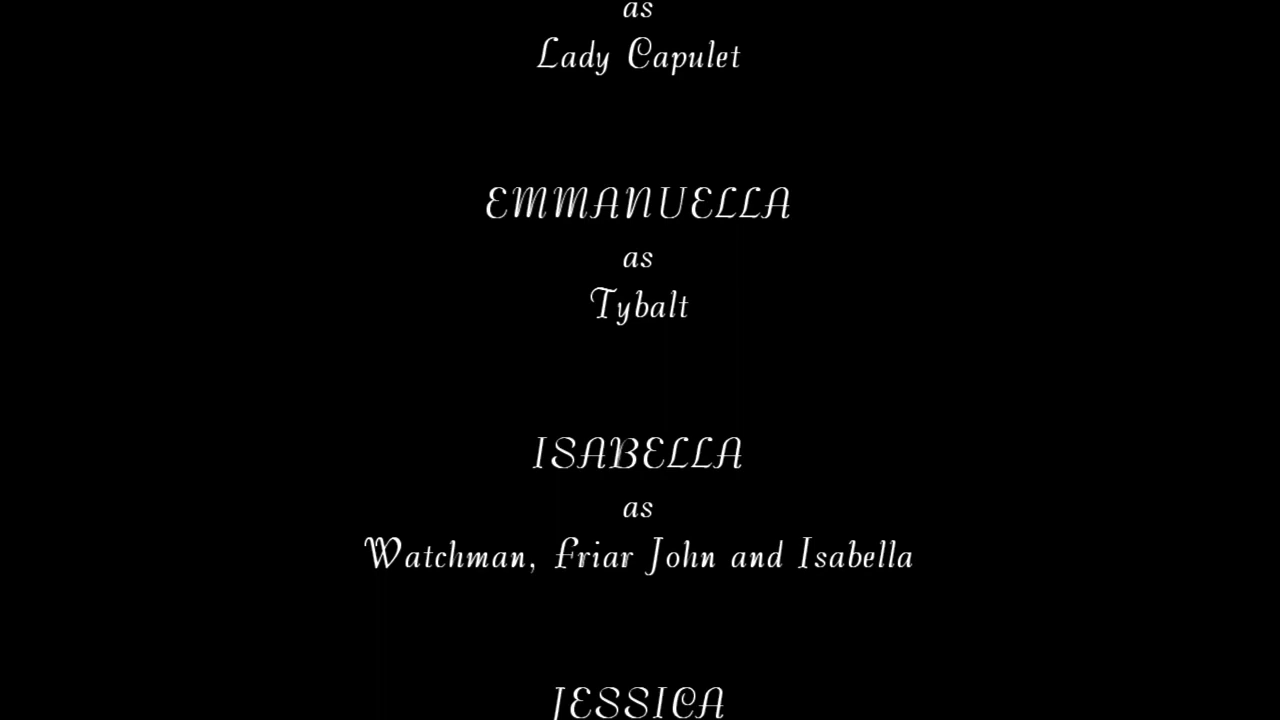 as
Lady Capulet
EMMANUELLA
as
Tybalt
ISABELLA
as
Watchman, Friar John and Isabella
JESSICA